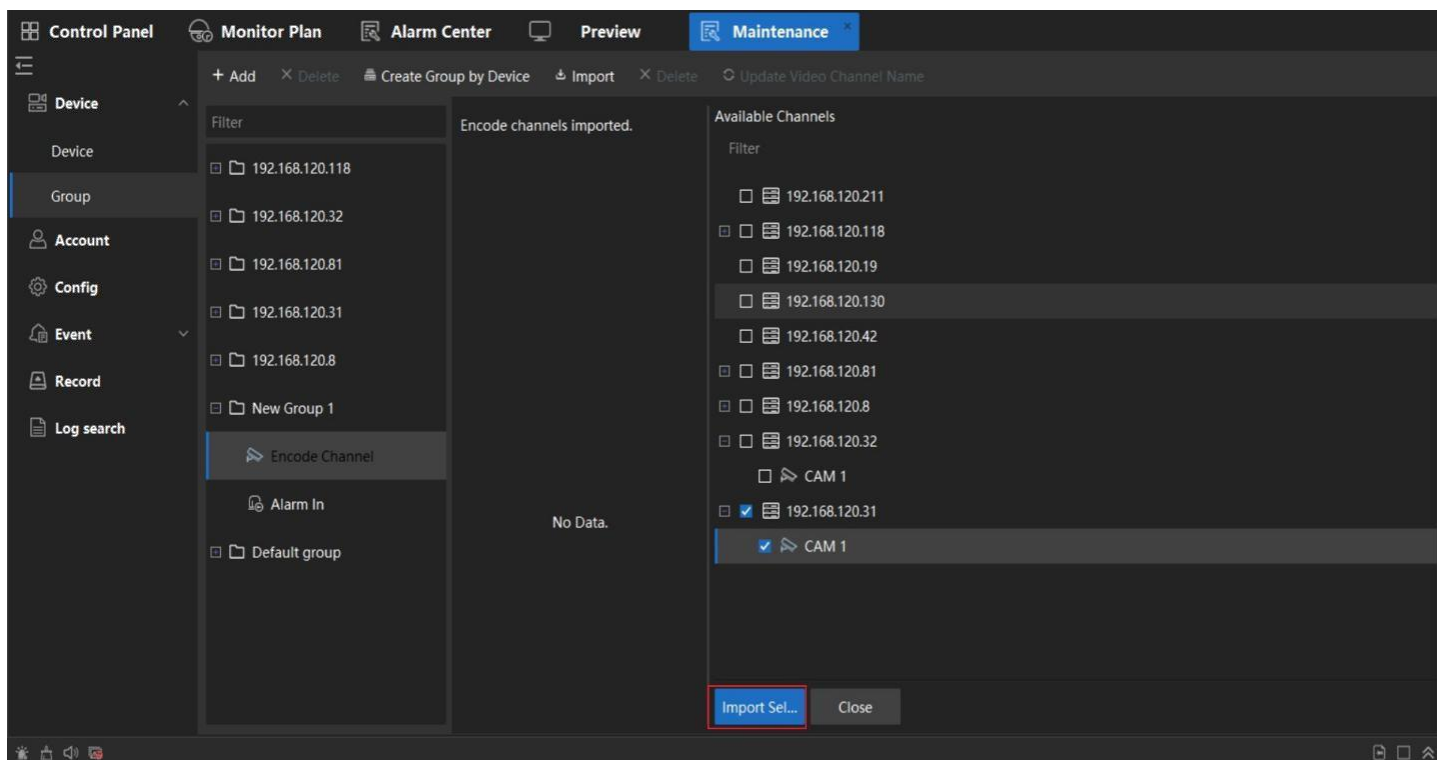 Control Panel Monitor Plan Alarm Center Preview Maintenance
+ Add Delete Create Group by Device Import Delete Update Video Channel Name
Device
Device
Group
Account
Config
Event
Record
Log search
Filter
192.168.120.118
192.168.120.32
192.168.120.81
192.168.120.31
192.168.120.8
New Group 1
Encode Channel
Alarm In
Default group
Encode channels imported.
No Data.
Available Channels
Filter
192.168.120.211
192.168.120.118
192.168.120.19
192.168.120.130
192.168.120.42
192.168.120.81
192.168.120.8
192.168.120.32
CAM 1
192.168.120.31
CAM 1
Import Sel... Close